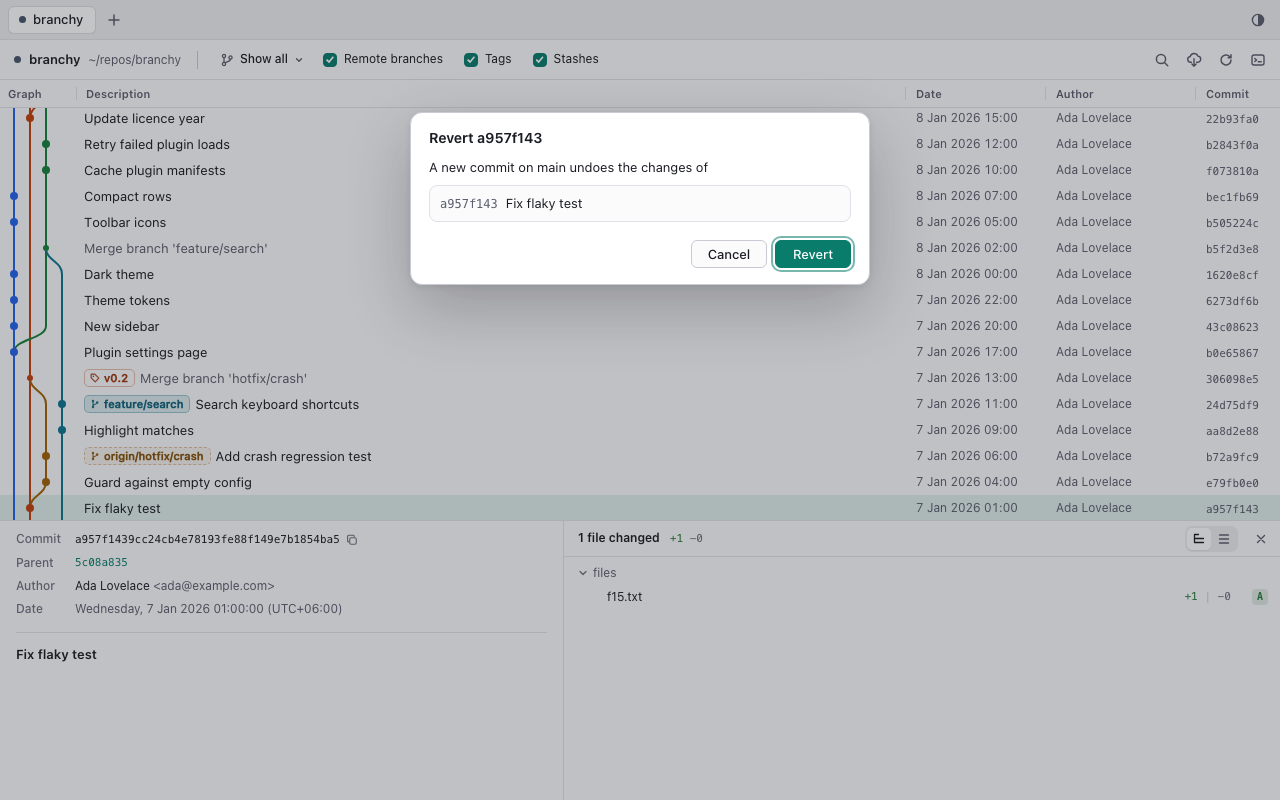 branchy
branchy ~/repos/branchy Show all Remote branches Tags Stashes
Graph Description Date Author Commit
Update licence year 8 Jan 2026 15:00 Ada Lovelace 22b93fa0
Retry failed plugin loads 8 Jan 2026 12:00 Ada Lovelace b2843f0a
Cache plugin manifests 8 Jan 2026 10:00 Ada Lovelace f073810a
Compact rows 8 Jan 2026 07:00 Ada Lovelace bec1fb69
Toolbar icons 8 Jan 2026 05:00 Ada Lovelace b505224c
Merge branch 'feature/search' 8 Jan 2026 02:00 Ada Lovelace b5f2d3e8
Dark theme 8 Jan 2026 00:00 Ada Lovelace 1620e8cf
Theme tokens 7 Jan 2026 22:00 Ada Lovelace 6273df6b
New sidebar 7 Jan 2026 20:00 Ada Lovelace 43c08623
Plugin settings page 7 Jan 2026 17:00 Ada Lovelace b0e65867
v0.2 Merge branch 'hotfix/crash' 7 Jan 2026 13:00 Ada Lovelace 306098e5
feature/search Search keyboard shortcuts 7 Jan 2026 11:00 Ada Lovelace 24d75df9
Highlight matches 7 Jan 2026 09:00 Ada Lovelace aa8d2e88
origin/hotfix/crash Add crash regression test 7 Jan 2026 06:00 Ada Lovelace b72a9fc9
Guard against empty config 7 Jan 2026 04:00 Ada Lovelace e79fb0e0
Fix flaky test 7 Jan 2026 01:00 Ada Lovelace a957f143
Revert a957f143
A new commit on main undoes the changes of
a957f143 Fix flaky test
Cancel Revert
Commit a957f1439cc24cb4e78193fe88f149e7b1854ba5
Parent 5c08a835
Author Ada Lovelace <ada@example.com>
Date Wednesday, 7 Jan 2026 01:00:00 (UTC+06:00)
Fix flaky test
1 file changed +1 −0
files
f15.txt +1 | −0 A